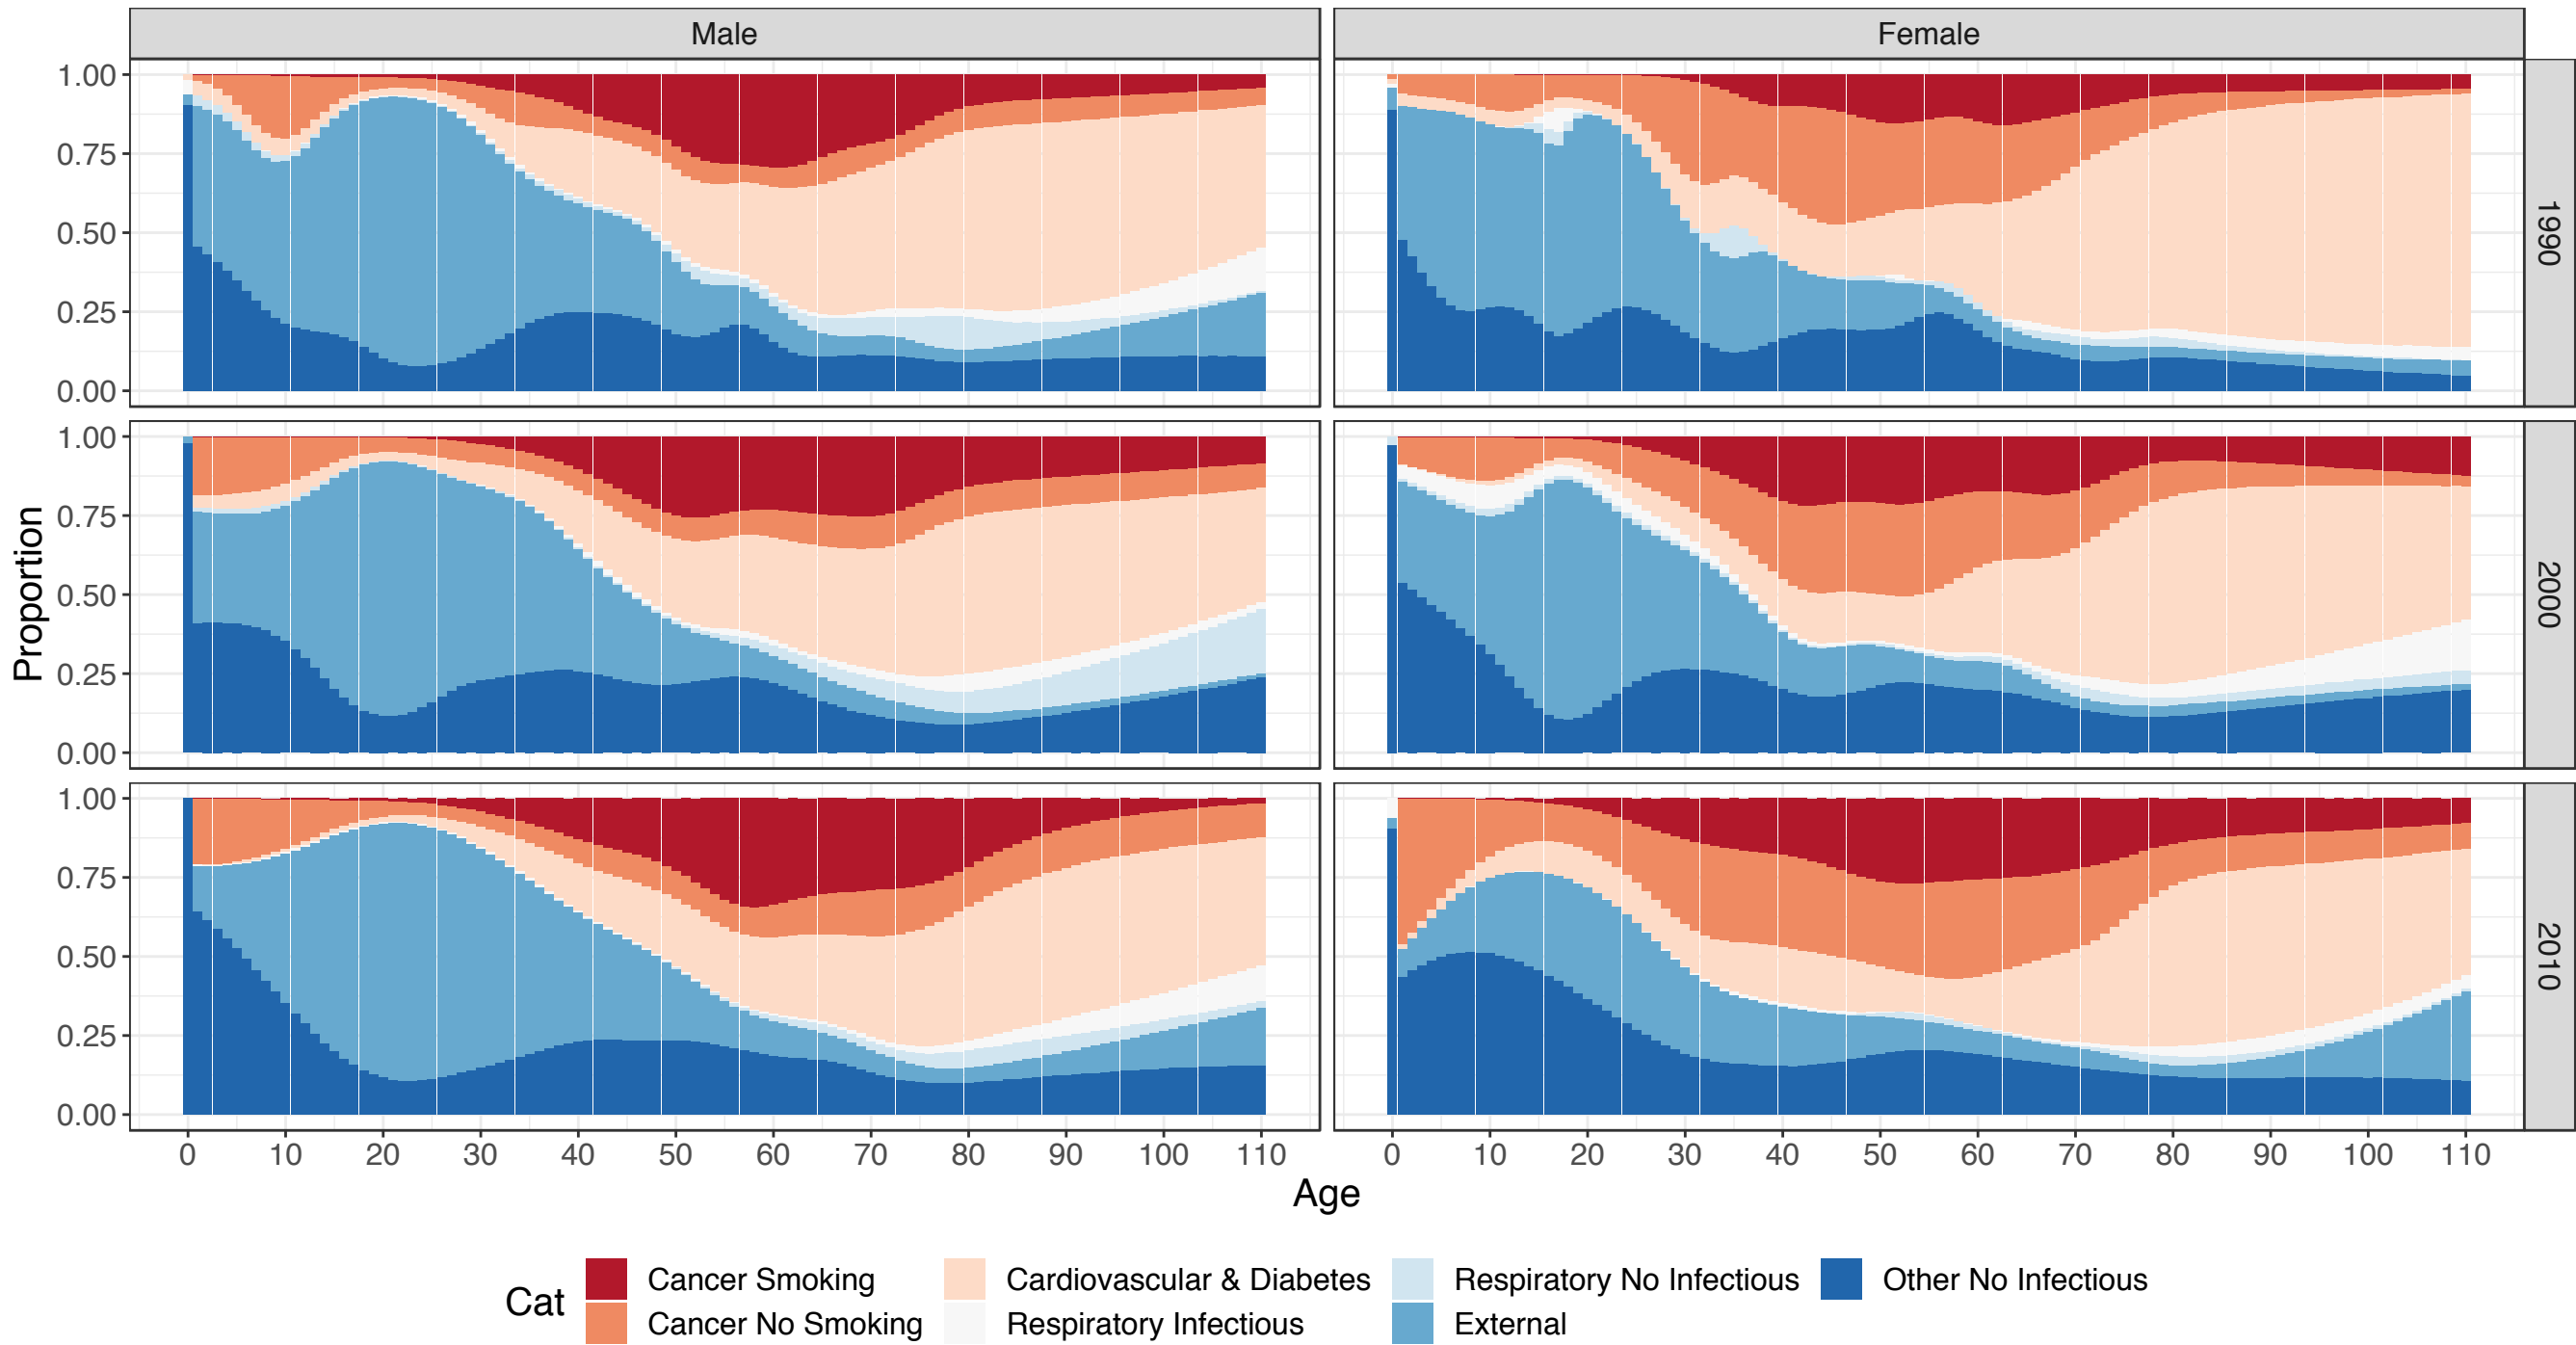 Male Female
1.00
0.75
0.50
0.25
0.00
1990
1.00
0.75
0.50
0.25
0.00
2000
1.00
0.75
0.50
0.25
0.00
2010
Proportion
0 10 20 30 40 50 60 70 80 90 100 110 0 10 20 30 40 50 60 70 80 90 100 110
Age
Cat
Cancer Smoking Cardiovascular & Diabetes Respiratory No Infectious Other No Infectious
Cancer No Smoking Respiratory Infectious External